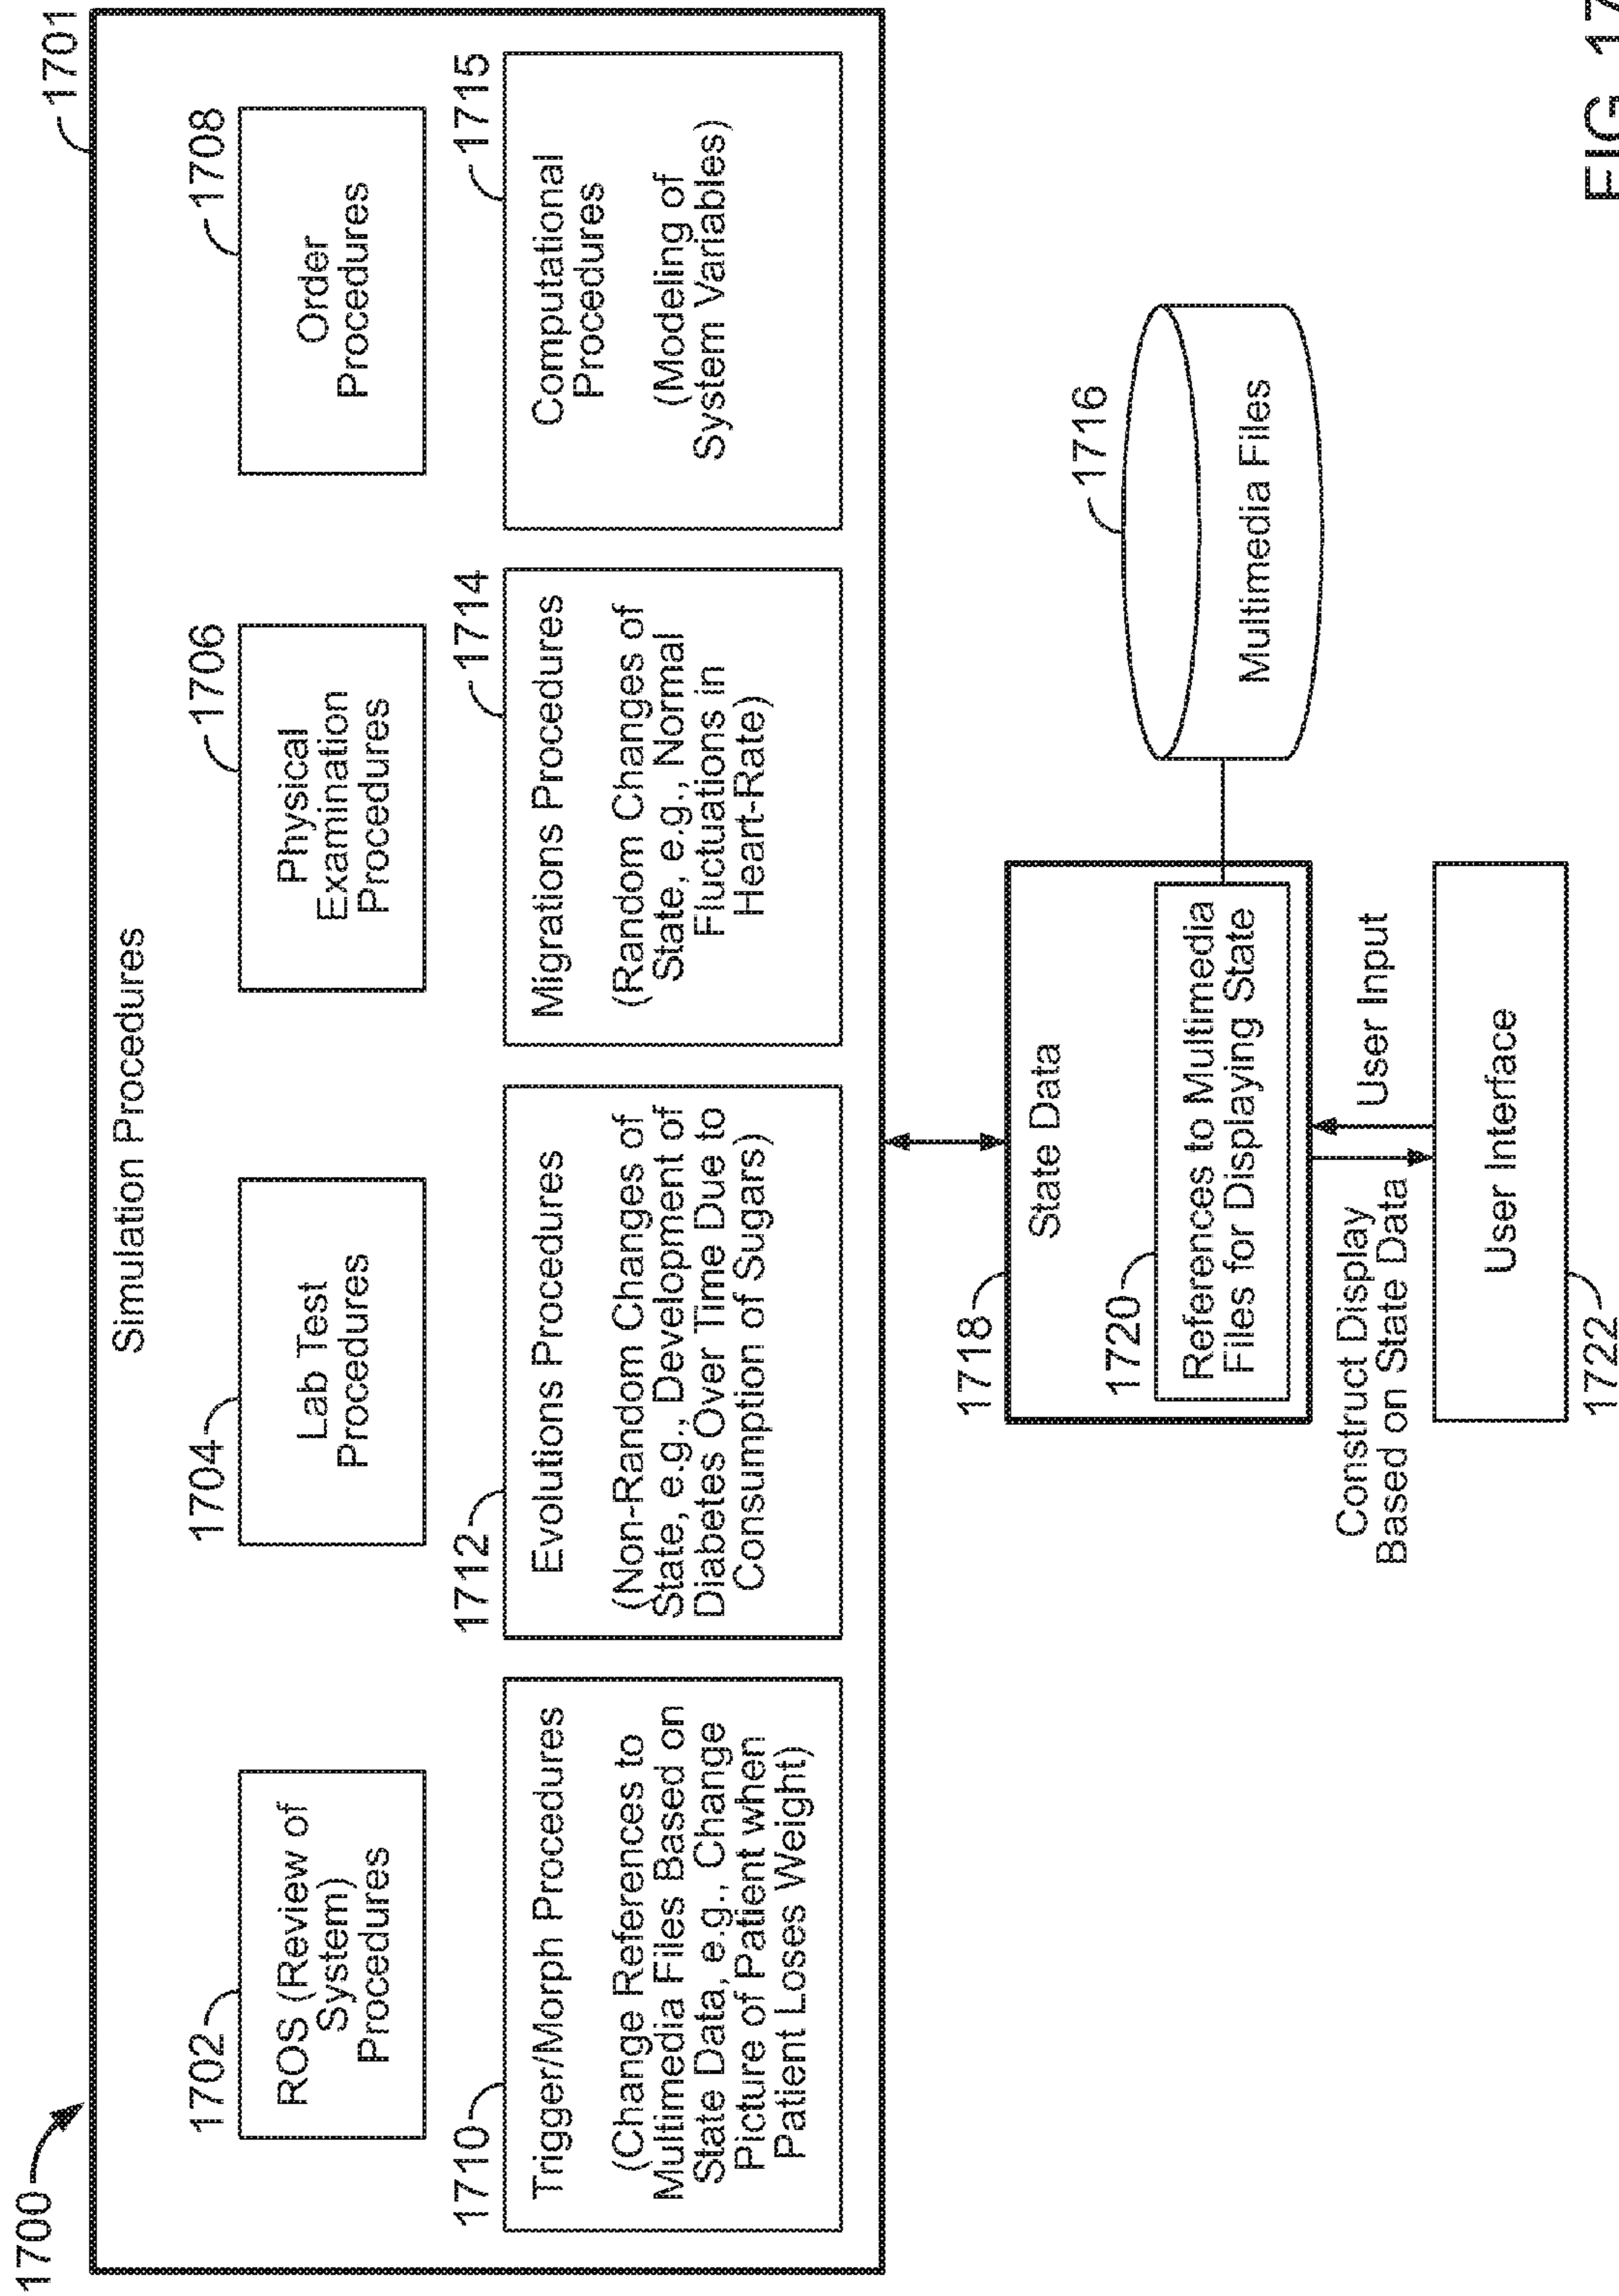 1700
1701
Simulation Procedures
1702
ROS (Review of
System)
Procedures
1704
Lab Test
Procedures
1706
Physical
Examination
Procedures
1708
Order
Procedures
1710
Trigger/Morph Procedures
(Change References to
Multimedia Files Based on
State Data, e.g., Change
Picture of Patient when
Patient Loses Weight)
1712
Evolutions Procedures
(Non-Random Changes of
State, e.g., Development of
Diabetes Over Time Due to
Consumption of Sugars)
1714
Migrations Procedures
(Random Changes of
State, e.g., Normal
Fluctuations in
Heart-Rate)
1715
Computational
Procedures
(Modeling of
System Variables)
1718
State Data
1720
References to Multimedia
Files for Displaying State
1716
Multimedia Files
Construct Display
Based on State Data
User Input
User Interface
1722
FIG. 17